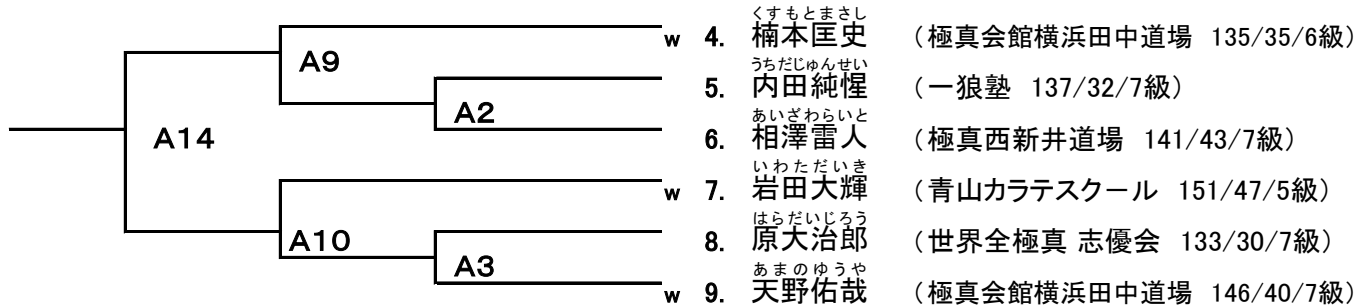 くすもとまさし
w 4. 楠本匡史 （極真会館横浜田中道場 135/35/6級）
A9
うちだじゅんせい
5. 内田純惺 （一狼塾 137/32/7級）
A2
あいざわらいと
A14
6. 相澤雷人 （極真西新井道場 141/43/7級）
いわただいき
w 7. 岩田大輝 （青山カラテスクール 151/47/5級）
はらだいじろう
A10
8. 原大治郎 （世界全極真 志優会 133/30/7級）
A3
あまのゆうや
w 9. 天野佑哉 （極真会館横浜田中道場 146/40/7級）